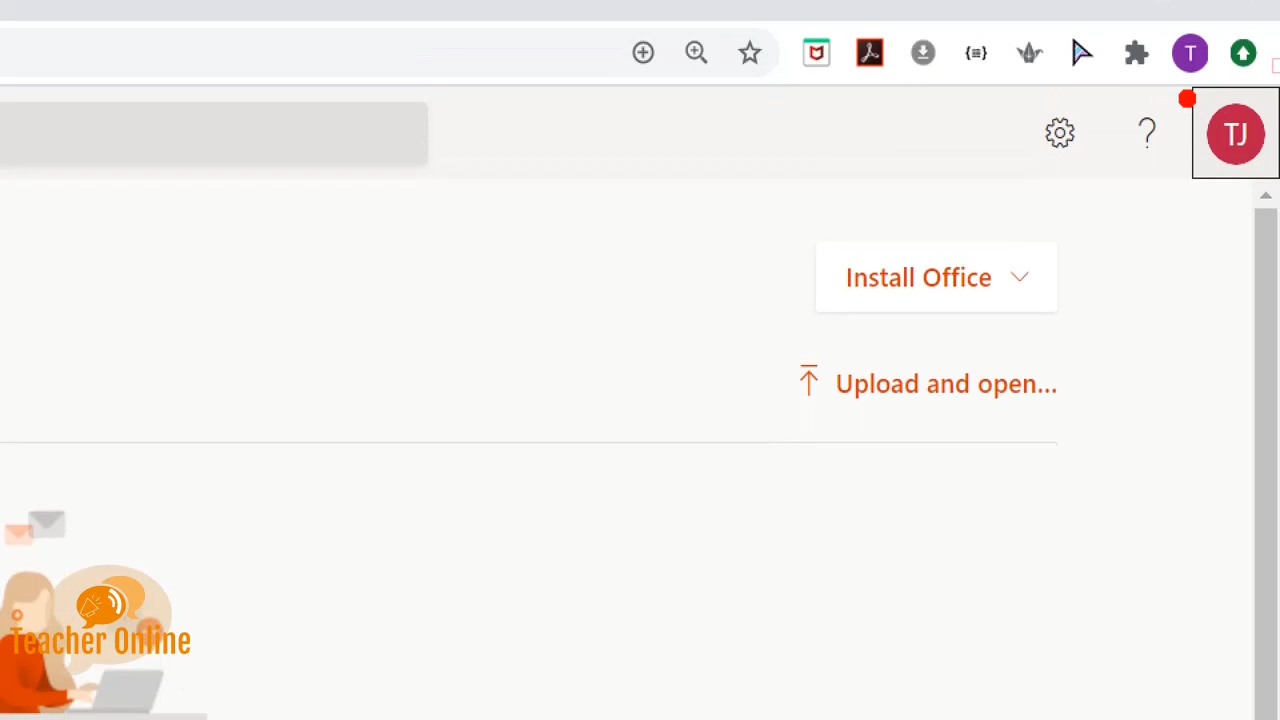 T
TJ
Install Office
Upload and open...
Teacher Online